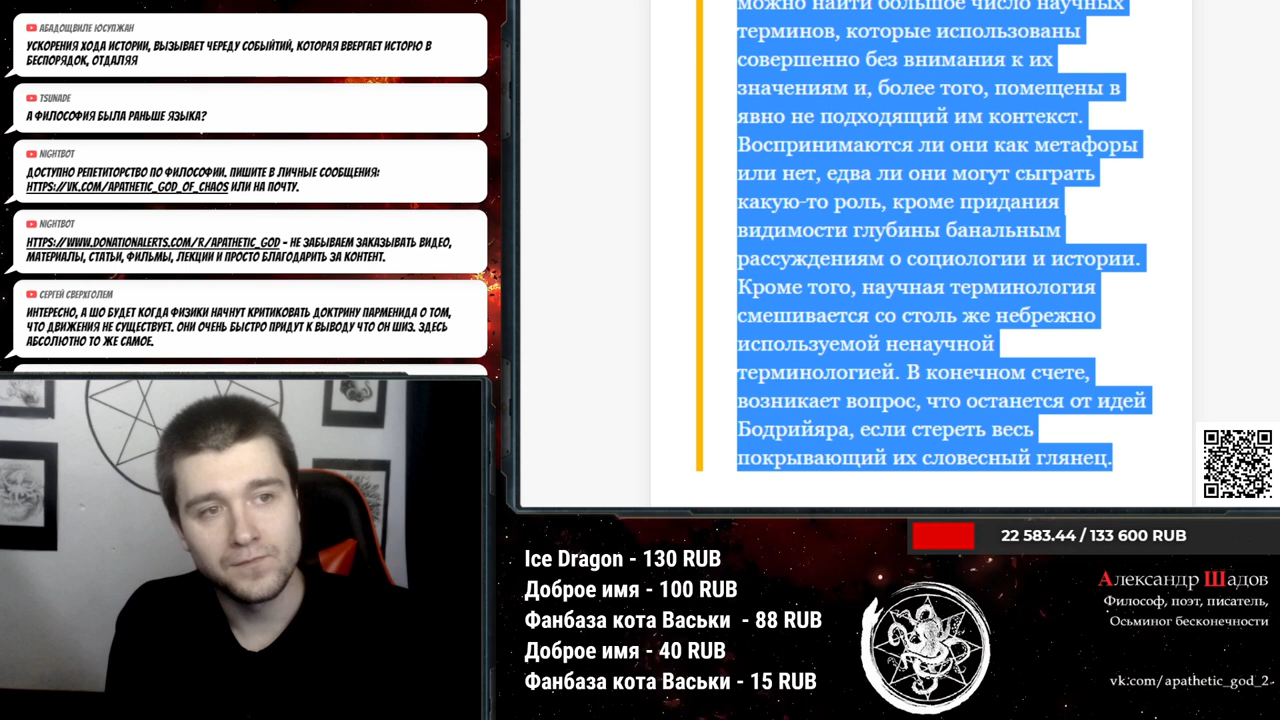 АБАДОЩВИЛЕ ЮСУПЖАН
УСКОРЕНИЯ ХОДА ИСТОРИИ, ВЫЗЫВАЕТ ЧЕРЕДУ СОБЫЙТИЙ, КОТОРАЯ ВВЕРГАЕТ ИСТОРЮ В
БЕСПОРЯДОК, ОТДАЛЯЯ
TSUNADE
А ФИЛОСОФИЯ БЫЛА РАНЬШЕ ЯЗЫКА?
NIGHTBOT
ДОСТУПНО РЕПЕТИТОРСТВО ПО ФИЛОСОФИИ. ПИШИТЕ В ЛИЧНЫЕ СООБЩЕНИЯ:
HTTPS://VK.COM/APATHETIC_GOD_OF_CHAOS ИЛИ НА ПОЧТУ.
NIGHTBOT
HTTPS://WWW.DONATIONALERTS.COM/R/APATHETIC_GOD - НЕ ЗАБЫВАЕМ ЗАКАЗЫВАТЬ ВИДЕО,
МАТЕРИАЛЫ, СТАТЬИ, ФИЛЬМЫ, ЛЕКЦИИ И ПРОСТО БЛАГОДАРИТЬ ЗА КОНТЕНТ.
СЕРГЕЙ СВЕРХГОЛЕМ
ИНТЕРЕСНО, А ШО БУДЕТ КОГДА ФИЗИКИ НАЧНУТ КРИТИКОВАТЬ ДОКТРИНУ ПАРМЕНИДА О ТОМ,
ЧТО ДВИЖЕНИЯ НЕ СУЩЕСТВУЕТ. ОНИ ОЧЕНЬ БЫСТРО ПРИДУТ К ВЫВОДУ ЧТО ОН ШИЗ. ЗДЕСЬ
АБСОЛЮТНО ТО ЖЕ САМОЕ.
можно найти большое число научных
терминов, которые использованы
совершенно без внимания к их
значениям и, более того, помещены в
явно не подходящий им контекст.
Воспринимаются ли они как метафоры
или нет, едва ли они могут сыграть
какую-то роль, кроме придания
видимости глубины банальным
рассуждениям о социологии и истории.
Кроме того, научная терминология
смешивается со столь же небрежно
используемой ненаучной
терминологией. В конечном счете,
возникает вопрос, что останется от идей
Бодрийяра, если стереть весь
покрывающий их словесный глянец.
22 583.44 / 133 600 RUB
Ice Dragon - 130 RUB
Доброе имя - 100 RUB
Фанбаза кота Васьки - 88 RUB
Доброе имя - 40 RUB
Фанбаза кота Васьки - 15 RUB
Александр Шадов
Философ, поэт, писатель,
Осьминог бесконечности
vk.com/apathetic_god_2